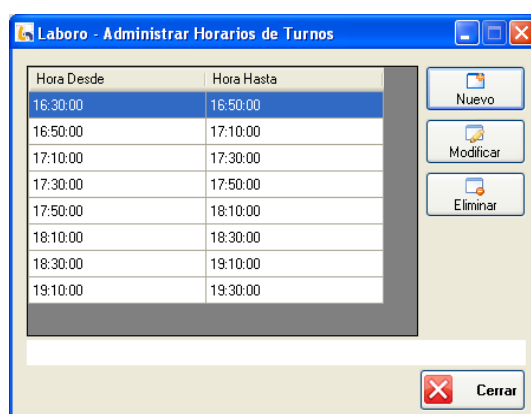 Laboro - Administrar Horarios de Turnos
Hora Desde Hora Hasta
16:30:00 16:50:00
16:50:00 17:10:00
17:10:00 17:30:00
17:30:00 17:50:00
17:50:00 18:10:00
18:10:00 18:30:00
18:30:00 19:10:00
19:10:00 19:30:00
Nuevo
Modificar
Eliminar
Cerrar